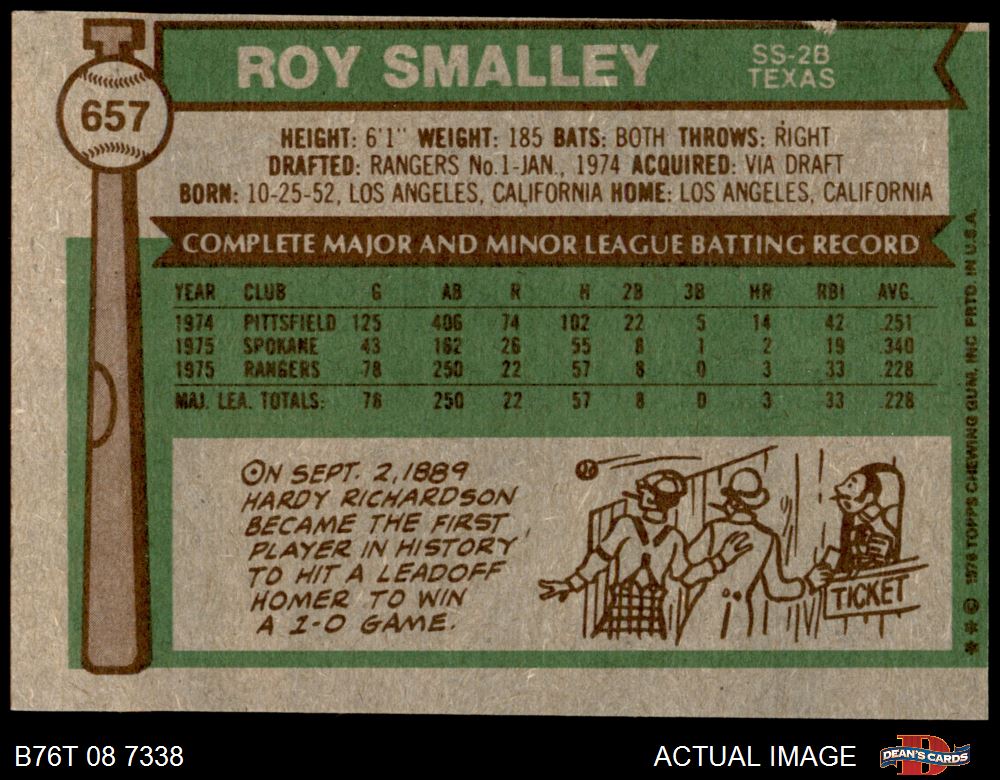 ROY SMALLEY
SS-2B
TEXAS
657
HEIGHT: 6'1" WEIGHT: 185 BATS: BOTH THROWS: RIGHT
DRAFTED: RANGERS No.1-JAN., 1974 ACQUIRED: VIA DRAFT
BORN: 10-25-52, LOS ANGELES, CALIFORNIA HOME: LOS ANGELES, CALIFORNIA
COMPLETE MAJOR AND MINOR LEAGUE BATTING RECORD
YEAR CLUB G AB R H 2B 3B HR RBI AVG.
1974 PITTSFIELD 125 406 74 102 22 5 14 42 .251
1975 SPOKANE 43 162 26 55 8 1 2 19 .340
1975 RANGERS 78 250 22 57 8 0 3 33 .228
MAJ. LEA. TOTALS: 78 250 22 57 8 0 3 33 .228
ON SEPT. 2, 1889
HARDY RICHARDSON
BECAME THE FIRST
PLAYER IN HISTORY
TO HIT A LEADOFF
HOMER TO WIN
A 1-0 GAME.
TICKET
* * © 1976 TOPPS CHEWING GUM, INC. PRTD. IN U.S.A.
B76T 08 7338
ACTUAL IMAGE
DEAN'S CARDS